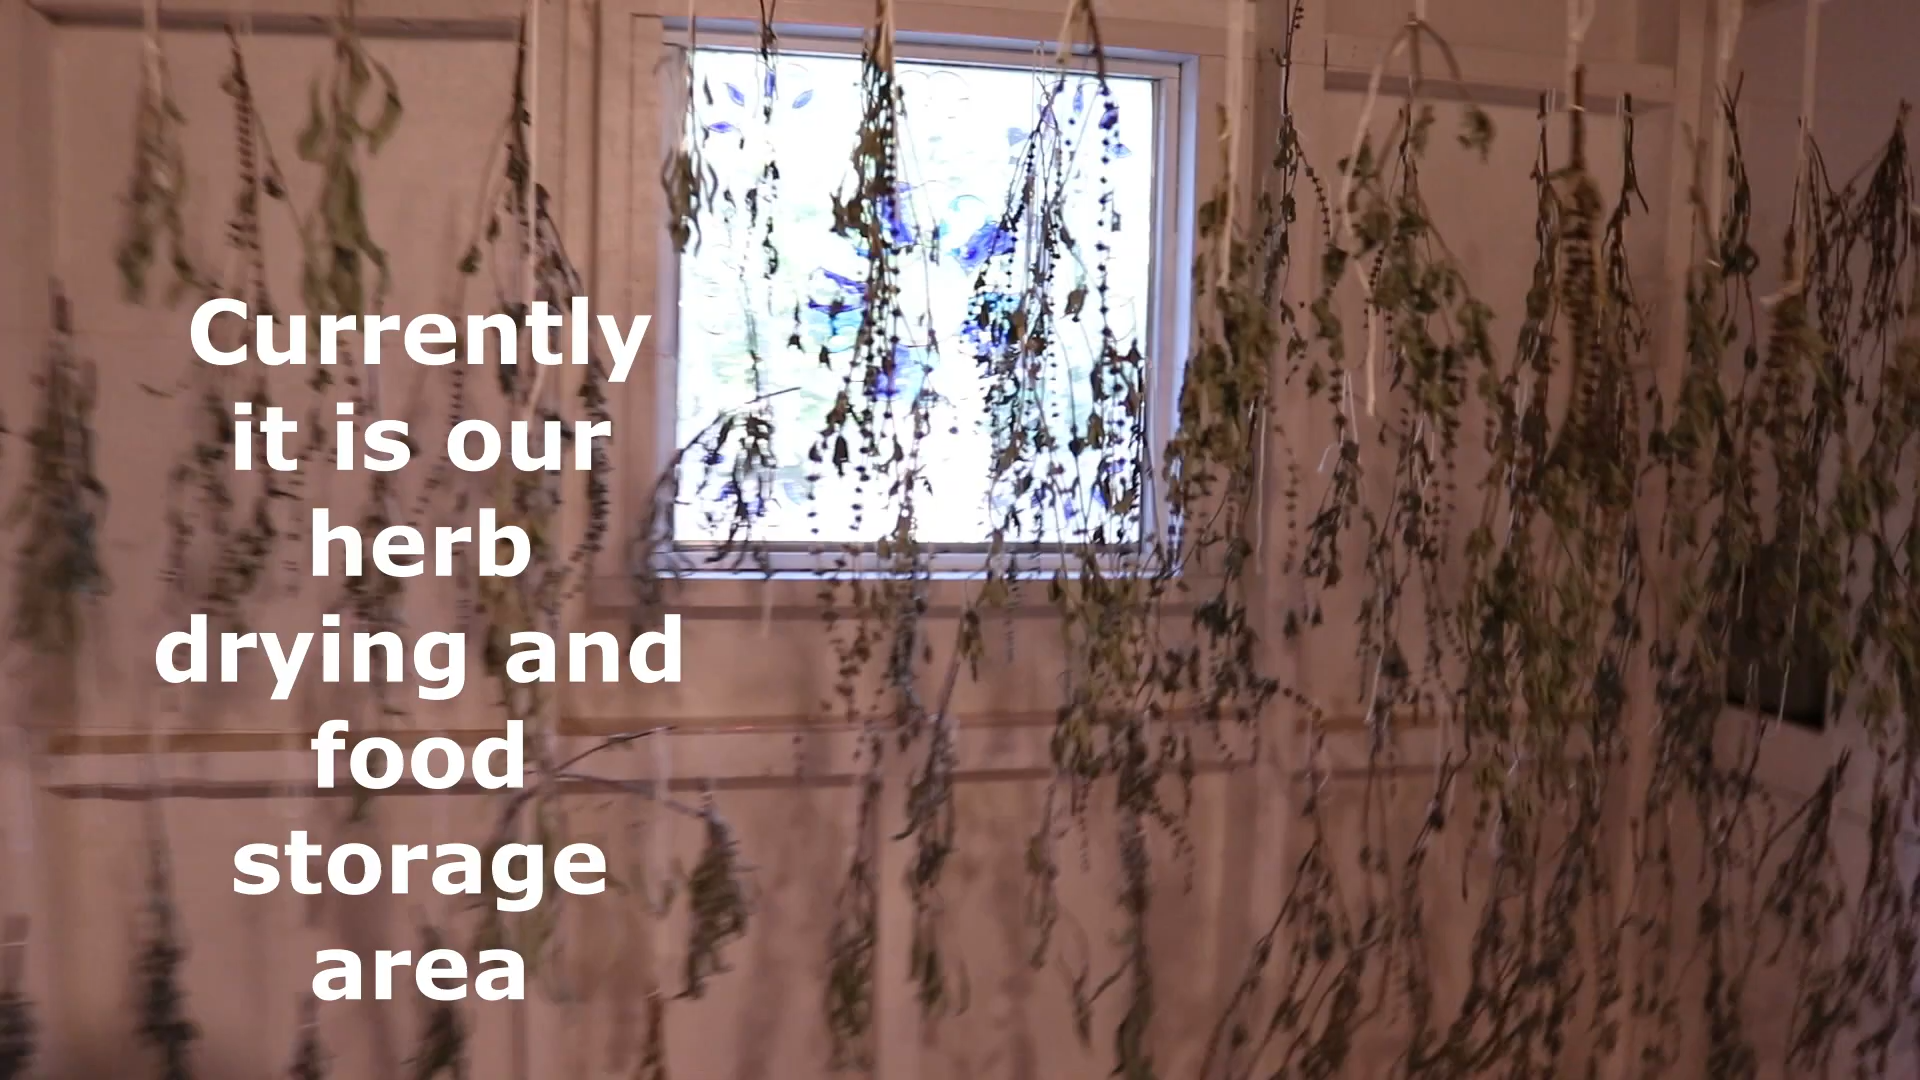 Currently
it is our
herb
drying and
food
storage
area